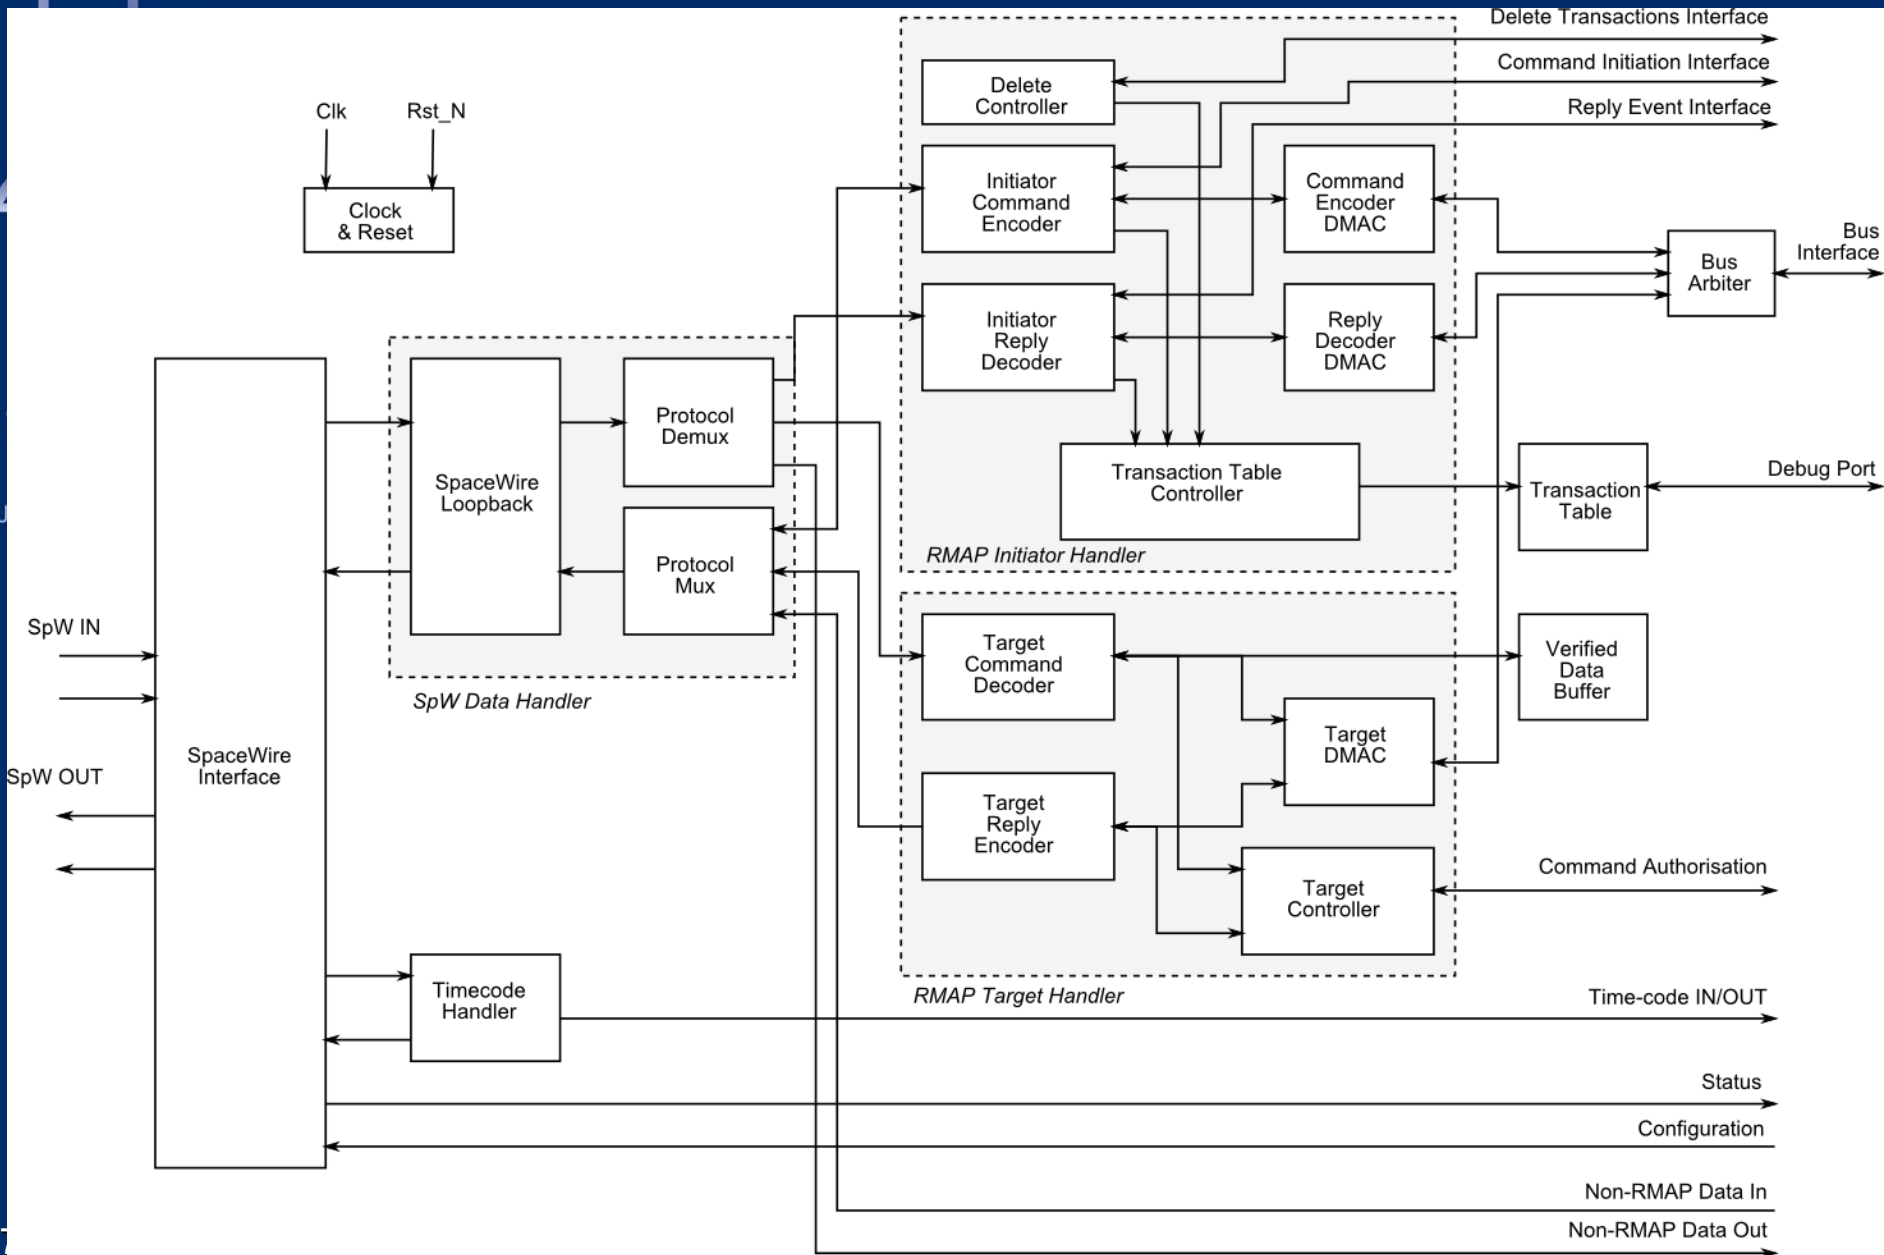 Delete Transactions Interface
Command Initiation Interface
Reply Event Interface
Clk
Rst_N
Clock
& Reset
Delete
Controller
Initiator
Command
Encoder
Command
Encoder
DMAC
Initiator
Reply
Decoder
Reply
Decoder
DMAC
Bus
Arbiter
Bus
Interface
Transaction Table
Controller
Transaction
Table
Debug Port
RMAP Initiator Handler
SpaceWire
Loopback
Protocol
Demux
Protocol
Mux
SpW Data Handler
SpW IN
SpW OUT
SpaceWire
Interface
Target
Command
Decoder
Verified
Data
Buffer
Target
DMAC
Target
Reply
Encoder
Target
Controller
Command Authorisation
RMAP Target Handler
Timecode
Handler
Time-code IN/OUT
Status
Configuration
Non-RMAP Data In
Non-RMAP Data Out